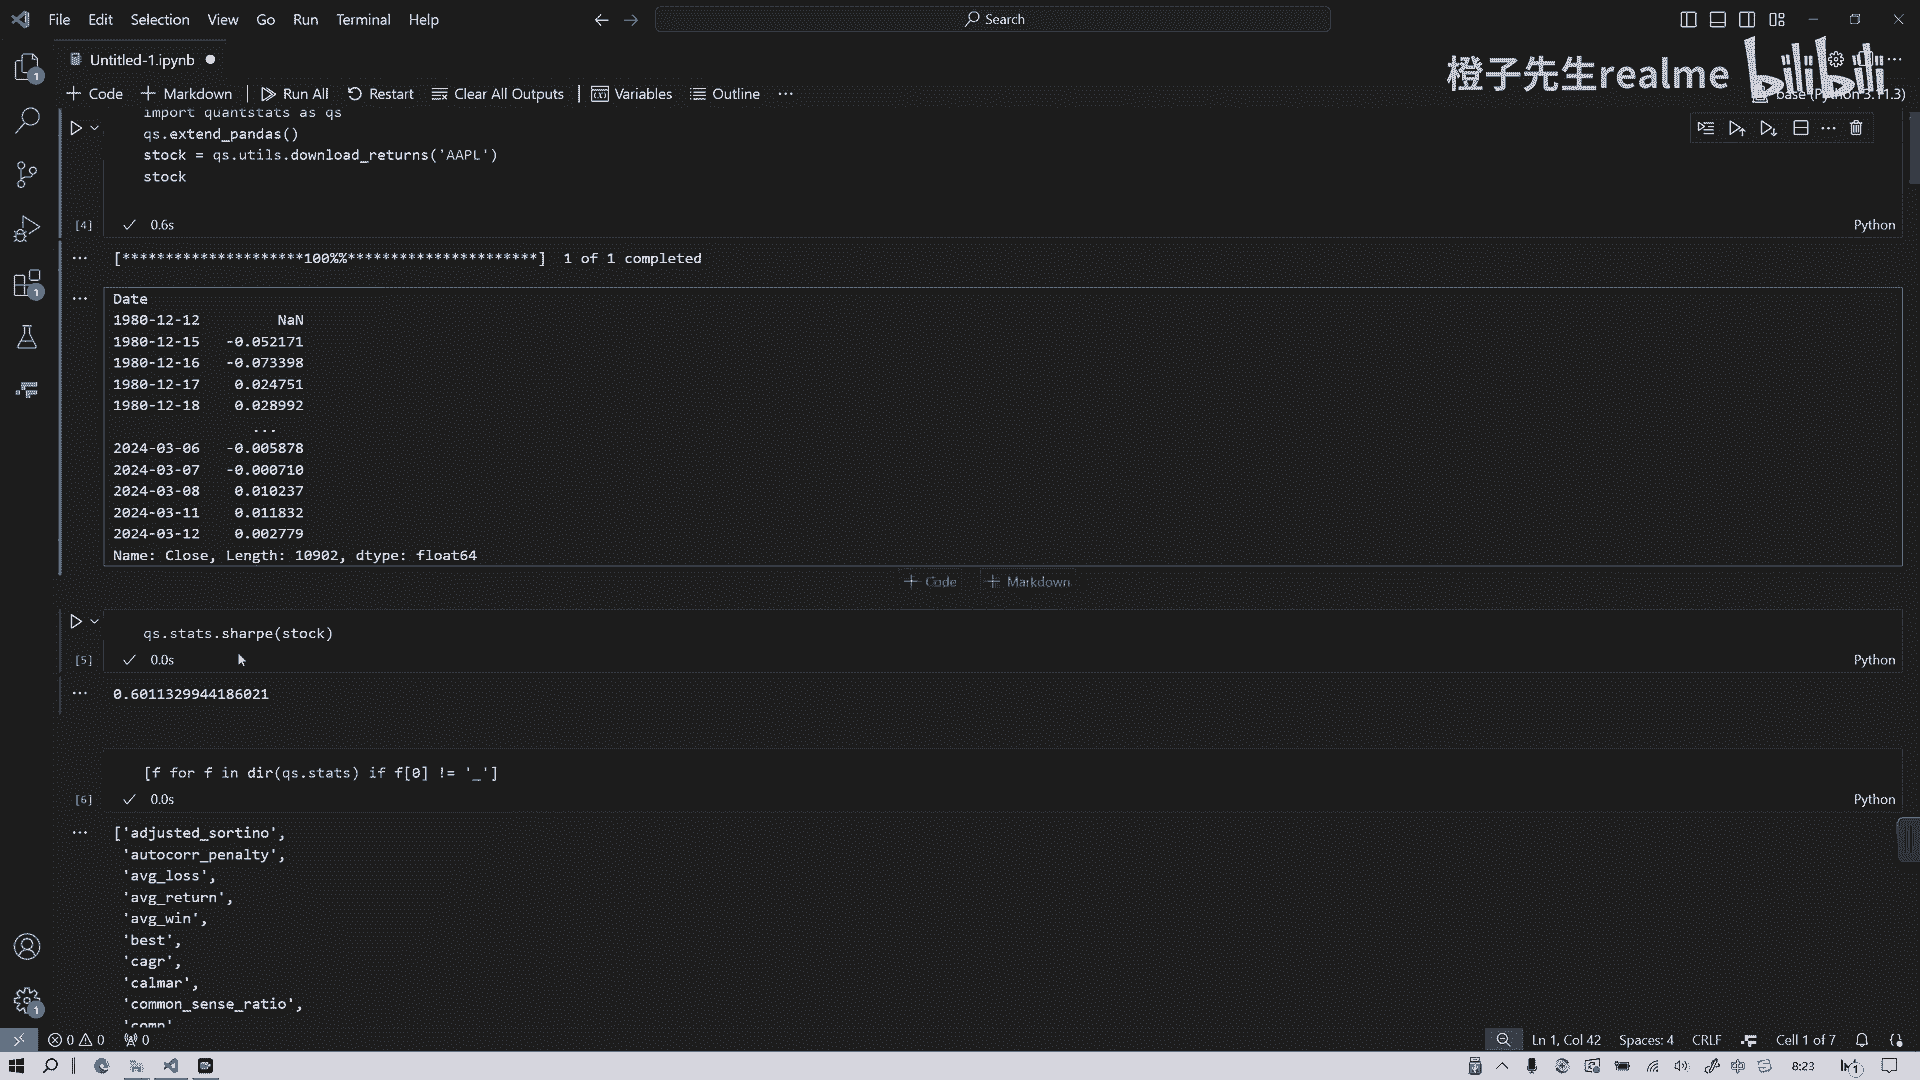 File Edit Selection View Go Run Terminal Help
Search
Untitled-1.ipynb
橙子先生realme bilibili
Code Markdown Run All Restart Clear All Outputs Variables Outline ...
base (Python 3.11.3)
import quantstats as qs
qs.extend_pandas()
stock = qs.utils.download_returns('AAPL')
stock
[4] 0.6s Python
[*********************100%%**********************] 1 of 1 completed
Date
1980-12-12 NaN
1980-12-15 -0.052171
1980-12-16 -0.073398
1980-12-17 0.024751
1980-12-18 0.028992
...
2024-03-06 -0.005878
2024-03-07 -0.000710
2024-03-08 0.010237
2024-03-11 0.011832
2024-03-12 0.002779
Name: Close, Length: 10902, dtype: float64
Code Markdown
qs.stats.sharpe(stock)
[5] 0.0s Python
0.6011329944186021
[f for f in dir(qs.stats) if f[0] != '_']
[6] 0.0s Python
['adjusted_sortino',
'autocorr_penalty',
'avg_loss',
'avg_return',
'avg_win',
'best',
'cagr',
'calmar',
'common_sense_ratio',
'comp'
0 0 0 Ln 1, Col 42 Spaces: 4 CRLF Cell 1 of 7
中 8:23